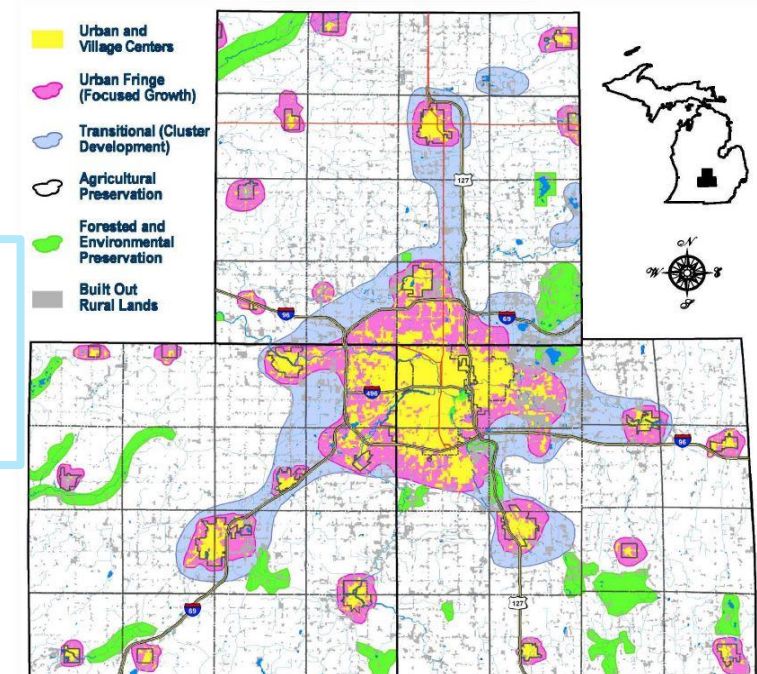 Urban and
Village Centers
Urban Fringe
(Focused Growth)
Transitional (Cluster
Development)
Agricultural
Preservation
Forested and
Environmental
Preservation
Built Out
Rural Lands
127
N
W
E
S
96
69
496
96
69
127